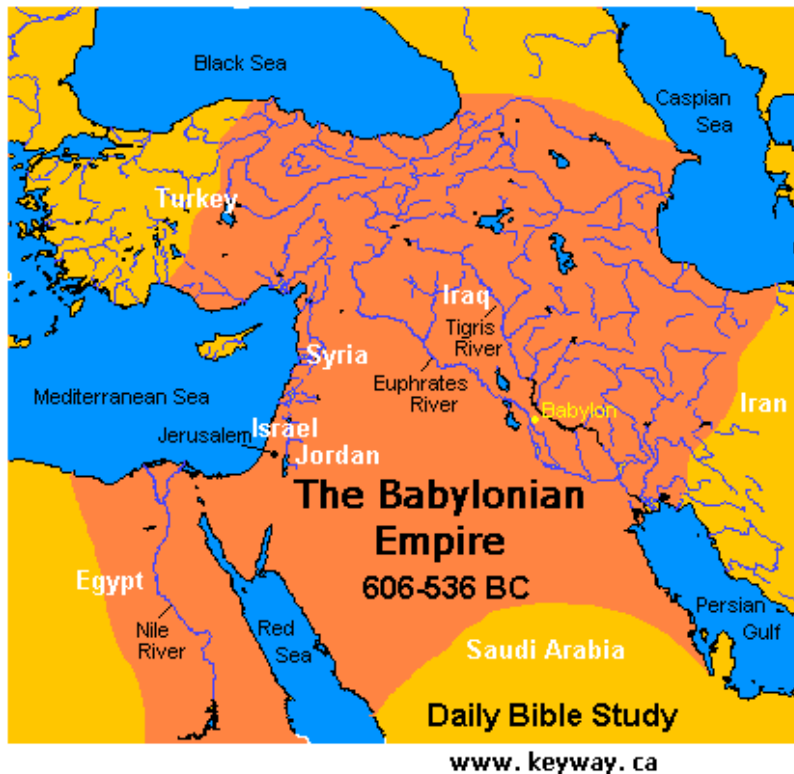 Black Sea
Caspian
Sea
Turkey
Iraq
Tigris
River
Syria
Euphrates
River
Mediterranean Sea
Babylon
Iran
Israel
Jerusalem
Jordan
The Babylonian
Empire
606-536 BC
Egypt
Nile
River
Red
Sea
Persian
Gulf
Saudi Arabia
Daily Bible Study
www.keyway.ca